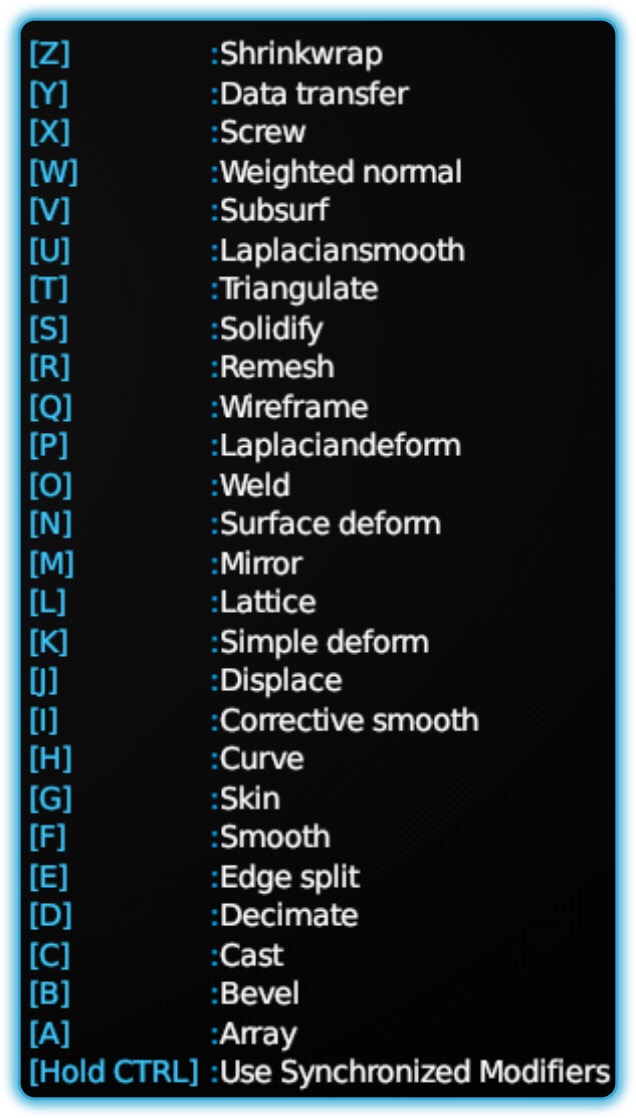 [Z] :Shrinkwrap
[Y] :Data transfer
[X] :Screw
[W] :Weighted normal
[V] :Subsurf
[U] :Laplaciansmooth
[T] :Triangulate
[S] :Solidify
[R] :Remesh
[Q] :Wireframe
[P] :Laplaciandeform
[O] :Weld
[N] :Surface deform
[M] :Mirror
[L] :Lattice
[K] :Simple deform
[J] :Displace
[I] :Corrective smooth
[H] :Curve
[G] :Skin
[F] :Smooth
[E] :Edge split
[D] :Decimate
[C] :Cast
[B] :Bevel
[A] :Array
[Hold CTRL] :Use Synchronized Modifiers